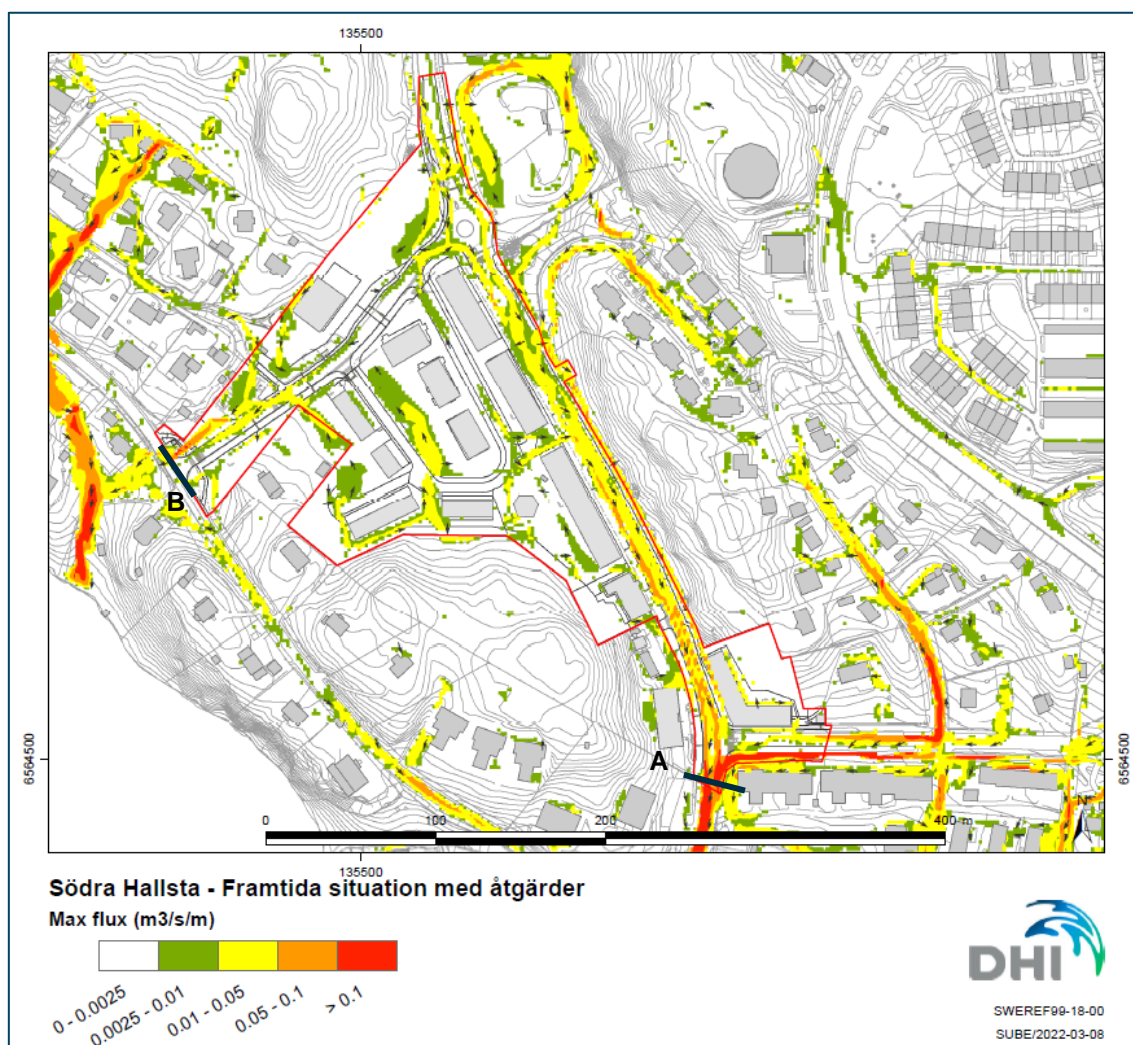 135500
6564500
6564500
B
A
N
0 100 200 400 m
135500
Södra Hallsta - Framtida situation med åtgärder
Max flux (m3/s/m)
0 - 0.0025
0.0025 - 0.01
0.01 - 0.05
0.05 - 0.1
> 0.1
DHI
SWEREF99-18-00
SUBE/2022-03-08